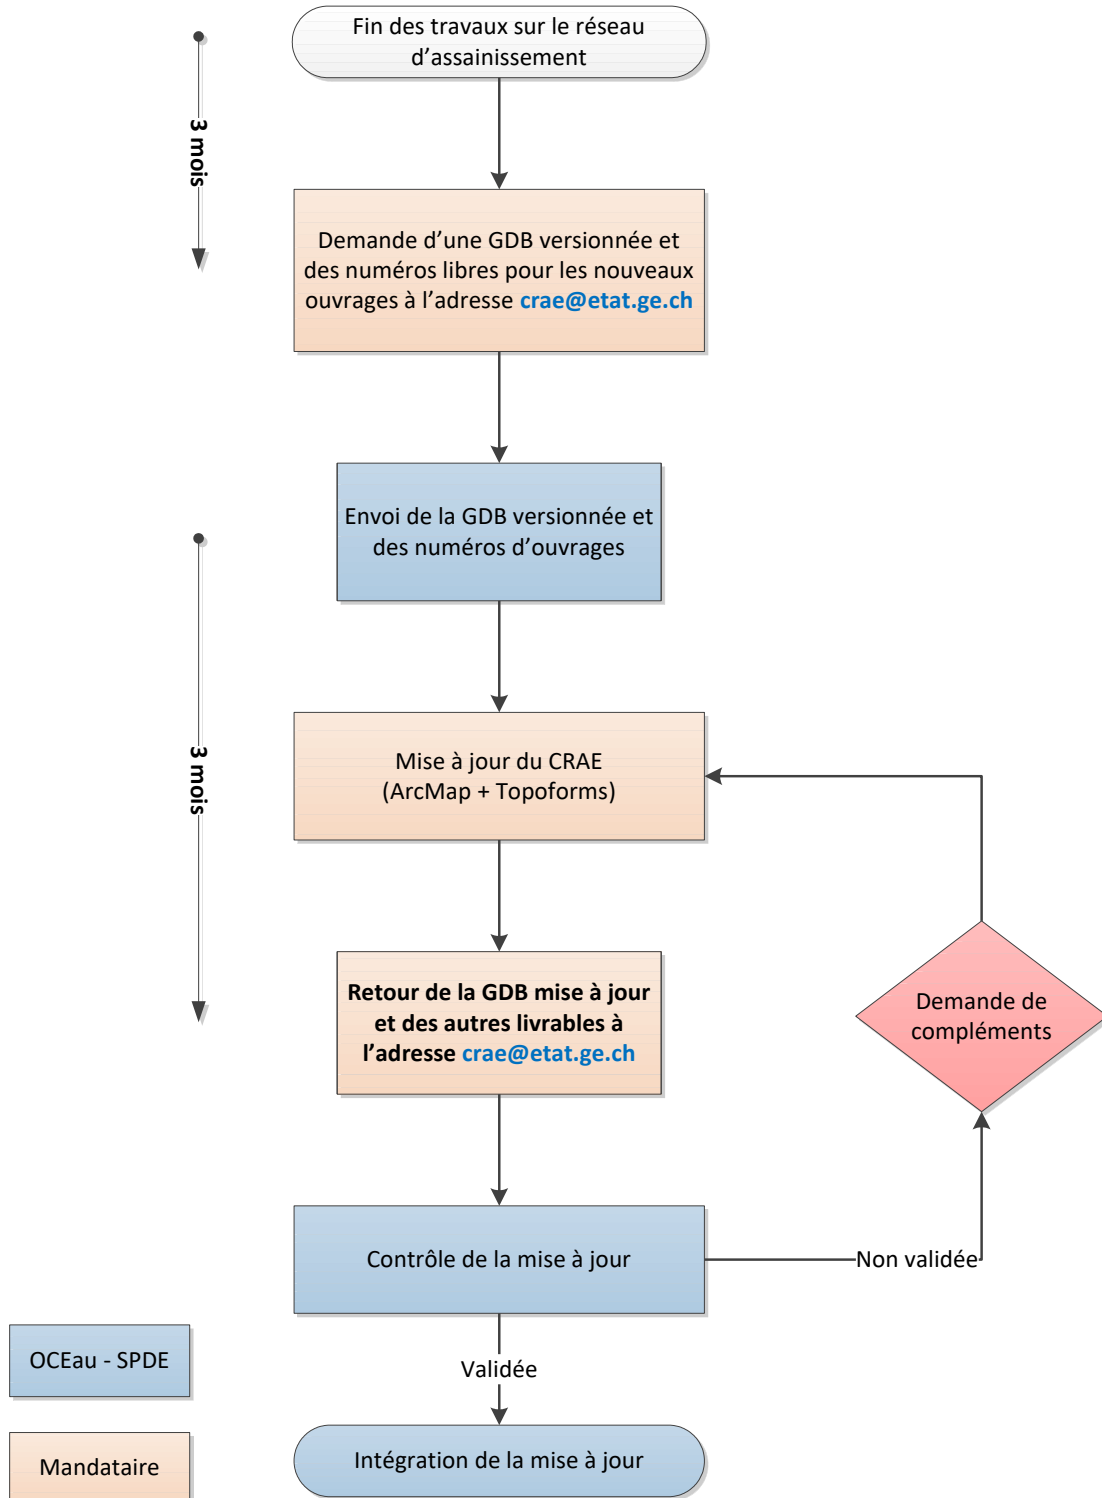 Fin des travaux sur le réseau
d’assainissement
3 mois
Demande d’une GDB versionnée et
des numéros libres pour les nouveaux
ouvrages à l’adresse crae@etat.ge.ch
Envoi de la GDB versionnée et
des numéros d’ouvrages
3 mois
Mise à jour du CRAE
(ArcMap + Topoforms)
Retour de la GDB mise à jour
et des autres livrables à
l’adresse crae@etat.ge.ch
Demande de
compléments
Contrôle de la mise à jour
Non validée
OCEau - SPDE
Validée
Mandataire
Intégration de la mise à jour